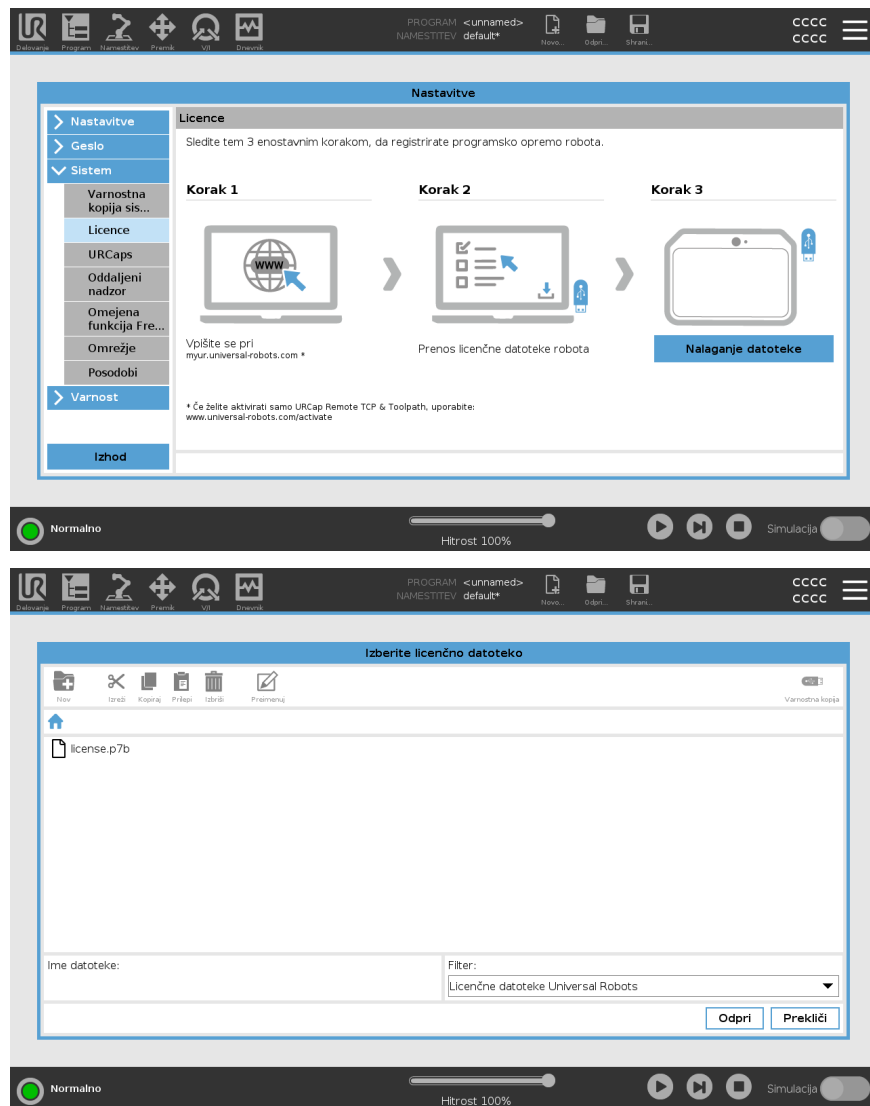 PROGRAM <unnamed>
NAMESTITEV default*
CCCC
CCCC
Delovanje Program Namestitev Premik V/I Dnevnik Novo... Odpri... Shrani...
Nastavitve
Nastavitve
Geslo
Sistem
Varnostna
kopija sis...
Licence
URCaps
Oddaljeni
nadzor
Omejena
funkcija Fre...
Omrežje
Posodobi
Varnost
Izhod
Licence
Sledite tem 3 enostavnim korakom, da registrirate programsko opremo robota.
Korak 1
WWW
Vpišite se pri
myur.universal-robots.com *
Korak 2
Prenos licenčne datoteke robota
Korak 3
Nalaganje datoteke
* Če želite aktivirati samo URCap Remote TCP & Toolpath, uporabite:
www.universal-robots.com/activate
Normalno
Hitrost 100%
Simulacija
PROGRAM <unnamed>
NAMESTITEV default*
CCCC
CCCC
Delovanje Program Namestitev Premik V/I Dnevnik Novo... Odpri... Shrani...
Izberite licenčno datoteko
Nov Izreži Kopiraj Prilepi Izbriši Preimenuj Varnostna kopija
license.p7b
Ime datoteke:
Filter:
Licenčne datoteke Universal Robots
Odpri Prekliči
Normalno
Hitrost 100%
Simulacija